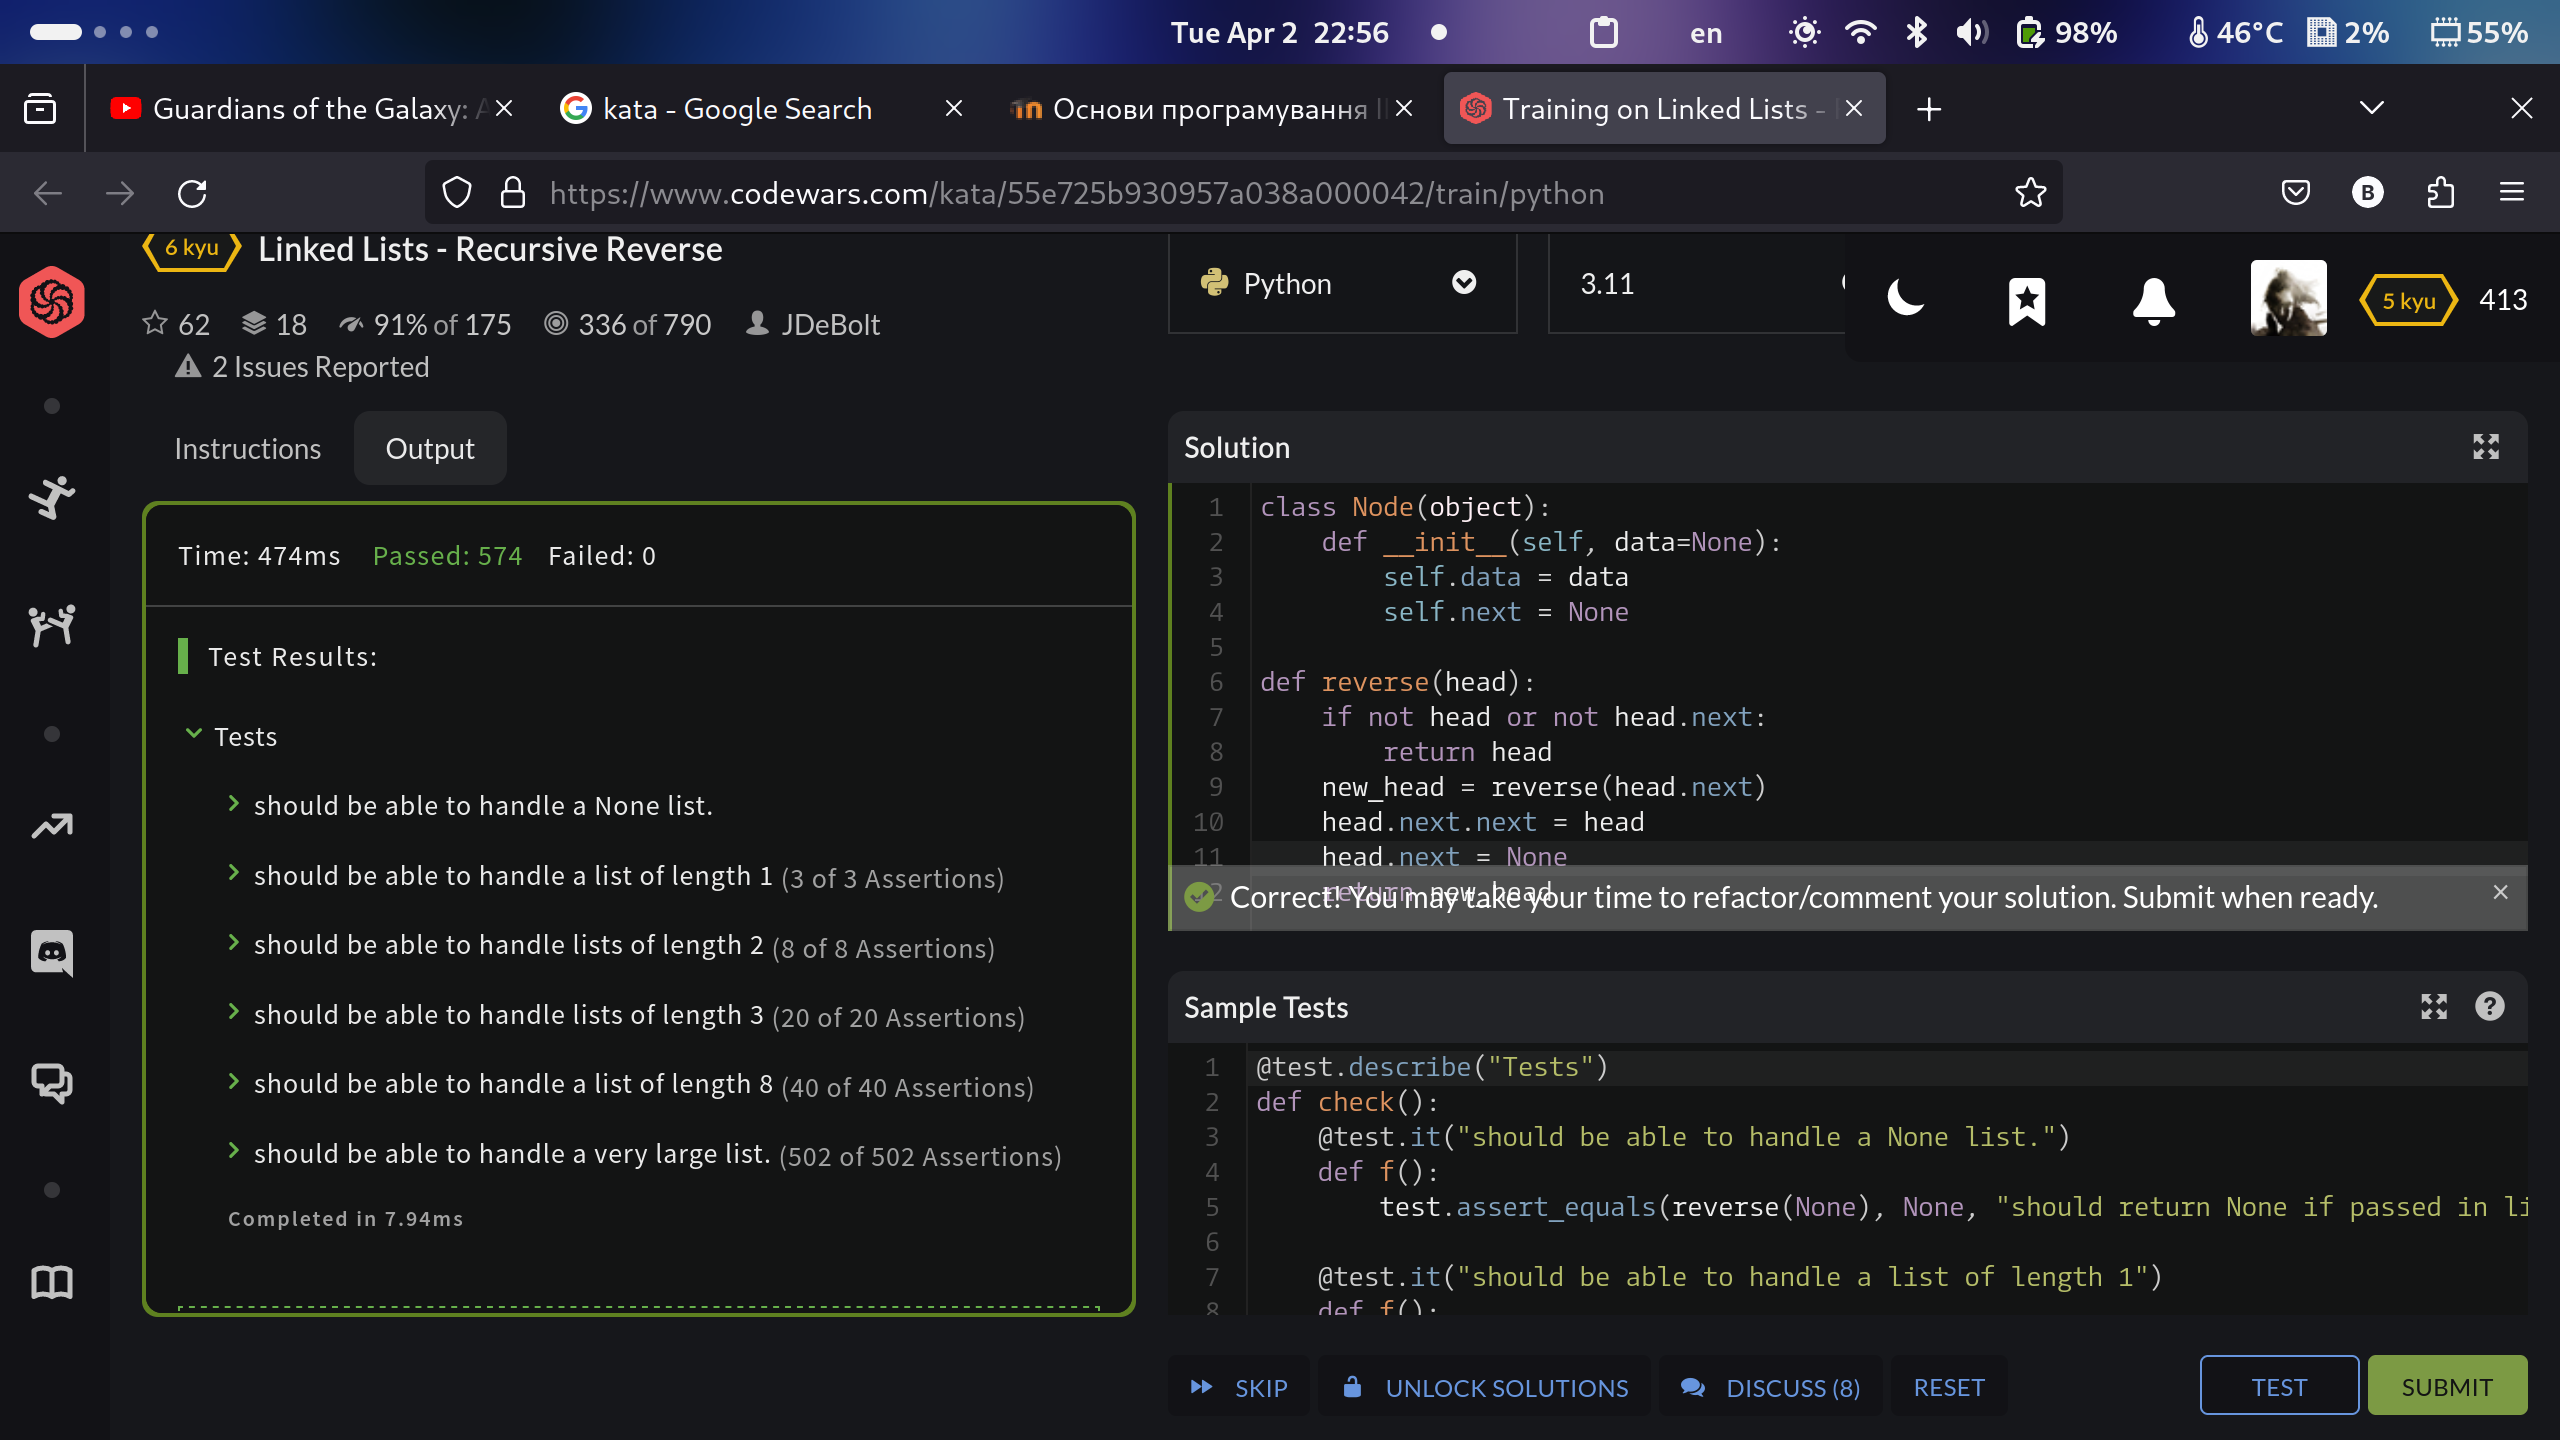 Tue Apr 2 22:56
en
98%
46°C
2%
55%
Guardians of the Galaxy:
kata - Google Search
Основи програмування
Training on Linked Lists -
https://www.codewars.com/kata/55e725b930957a038a000042/train/python
B
6 kyu
Linked Lists - Recursive Reverse
62
18
91% of 175
336 of 790
JDeBolt
2 Issues Reported
Python
3.11
5 kyu
413
Instructions
Output
Time: 474ms Passed: 574 Failed: 0
Test Results:
Tests
should be able to handle a None list.
should be able to handle a list of length 1 (3 of 3 Assertions)
should be able to handle lists of length 2 (8 of 8 Assertions)
should be able to handle lists of length 3 (20 of 20 Assertions)
should be able to handle a list of length 8 (40 of 40 Assertions)
should be able to handle a very large list. (502 of 502 Assertions)
Completed in 7.94ms
Solution
1 class Node(object):
2 def __init__(self, data=None):
3 self.data = data
4 self.next = None
5
6 def reverse(head):
7 if not head or not head.next:
8 return head
9 new_head = reverse(head.next)
10 head.next.next = head
11 head.next = None
return new_head
Correct! You may take your time to refactor/comment your solution. Submit when ready.
Sample Tests
1 @test.describe("Tests")
2 def check():
3 @test.it("should be able to handle a None list.")
4 def f():
5 test.assert_equals(reverse(None), None, "should return None if passed in li
6
7 @test.it("should be able to handle a list of length 1")
8 def f():
SKIP
UNLOCK SOLUTIONS
DISCUSS (8)
RESET
TEST
SUBMIT